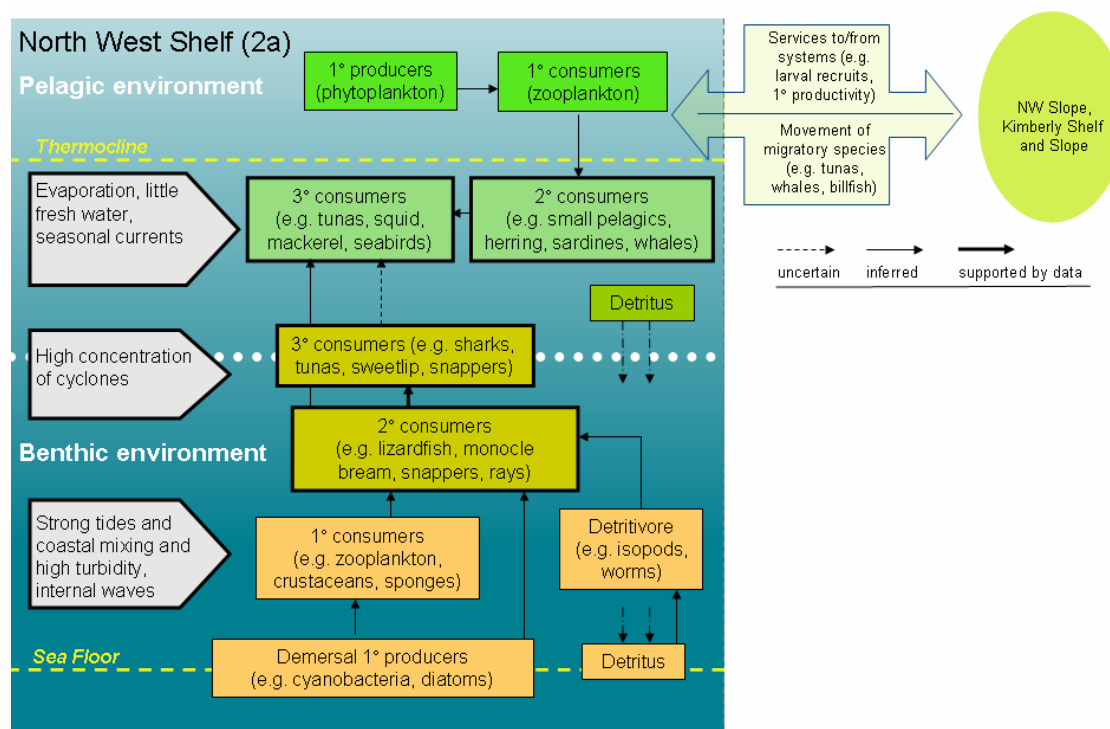 North West Shelf (2a)
Pelagic environment
1° producers
(phytoplankton)
1° consumers
(zooplankton)
Services to/from
systems (e.g.
larval recruits,
1° productivity)
Movement of
migratory species
(e.g. tunas,
whales, billfish)
NW Slope,
Kimberly Shelf
and Slope
Thermocline
Evaporation, little
fresh water,
seasonal currents
3° consumers
(e.g. tunas, squid,
mackerel, seabirds)
2° consumers
(e.g. small pelagics,
herring, sardines, whales)
uncertain
inferred
supported by data
Detritus
High concentration
of cyclones
3° consumers (e.g. sharks,
tunas, sweetlip, snappers)
Benthic environment
2° consumers
(e.g. lizardfish, monocle
bream, snappers, rays)
Strong tides and
coastal mixing and
high turbidity,
internal waves
1° consumers
(e.g. zooplankton,
crustaceans, sponges)
Detritivore
(e.g. isopods,
worms)
Sea Floor
Demersal 1° producers
(e.g. cyanobacteria, diatoms)
Detritus